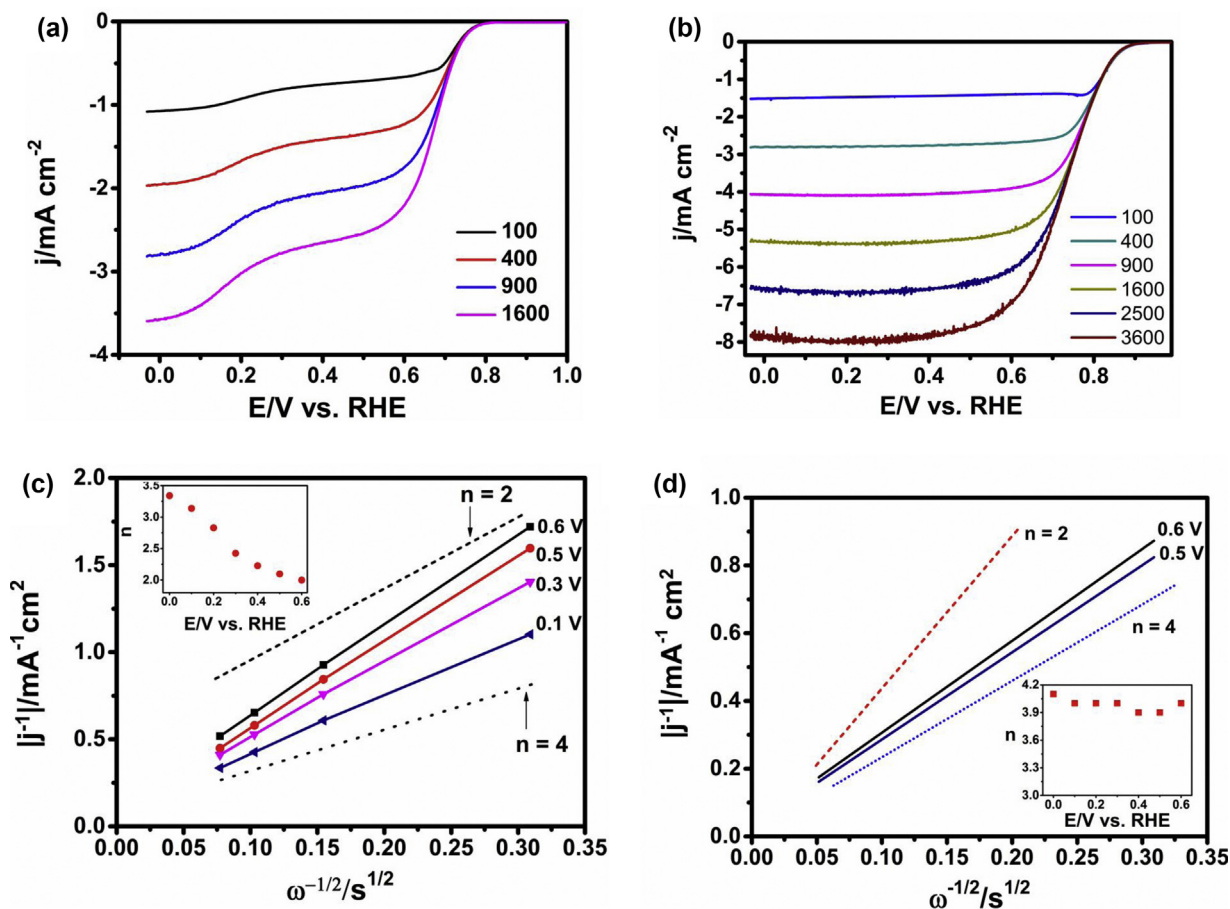 (a)
0
-1
-2
-3
-4
j/mA cm-2
0.0 0.2 0.4 0.6 0.8 1.0
E/V vs. RHE
100
400
900
1600
(b)
0
-1
-2
-3
-4
-5
-6
-7
-8
j/mA cm-2
0.0 0.2 0.4 0.6 0.8
E/V vs. RHE
100
400
900
1600
2500
3600
(c)
2.0
1.5
1.0
0.5
0.0
|j-1|/mA-1 cm2
0.00 0.05 0.10 0.15 0.20 0.25 0.30 0.35
ω-1/2/s1/2
n = 2
0.6 V
0.5 V
0.3 V
0.1 V
n = 4
3.5
3.0
2.5
2.0
n
0.0 0.2 0.4 0.6
E/V vs. RHE
(d)
1.0
0.8
0.6
0.4
0.2
0.0
|j-1|/mA-1 cm2
0.00 0.05 0.10 0.15 0.20 0.25 0.30 0.35
ω-1/2/s1/2
n = 2
0.6 V
0.5 V
n = 4
4.2
3.9
3.6
3.3
3.0
n
0.0 0.2 0.4 0.6
E/V vs. RHE